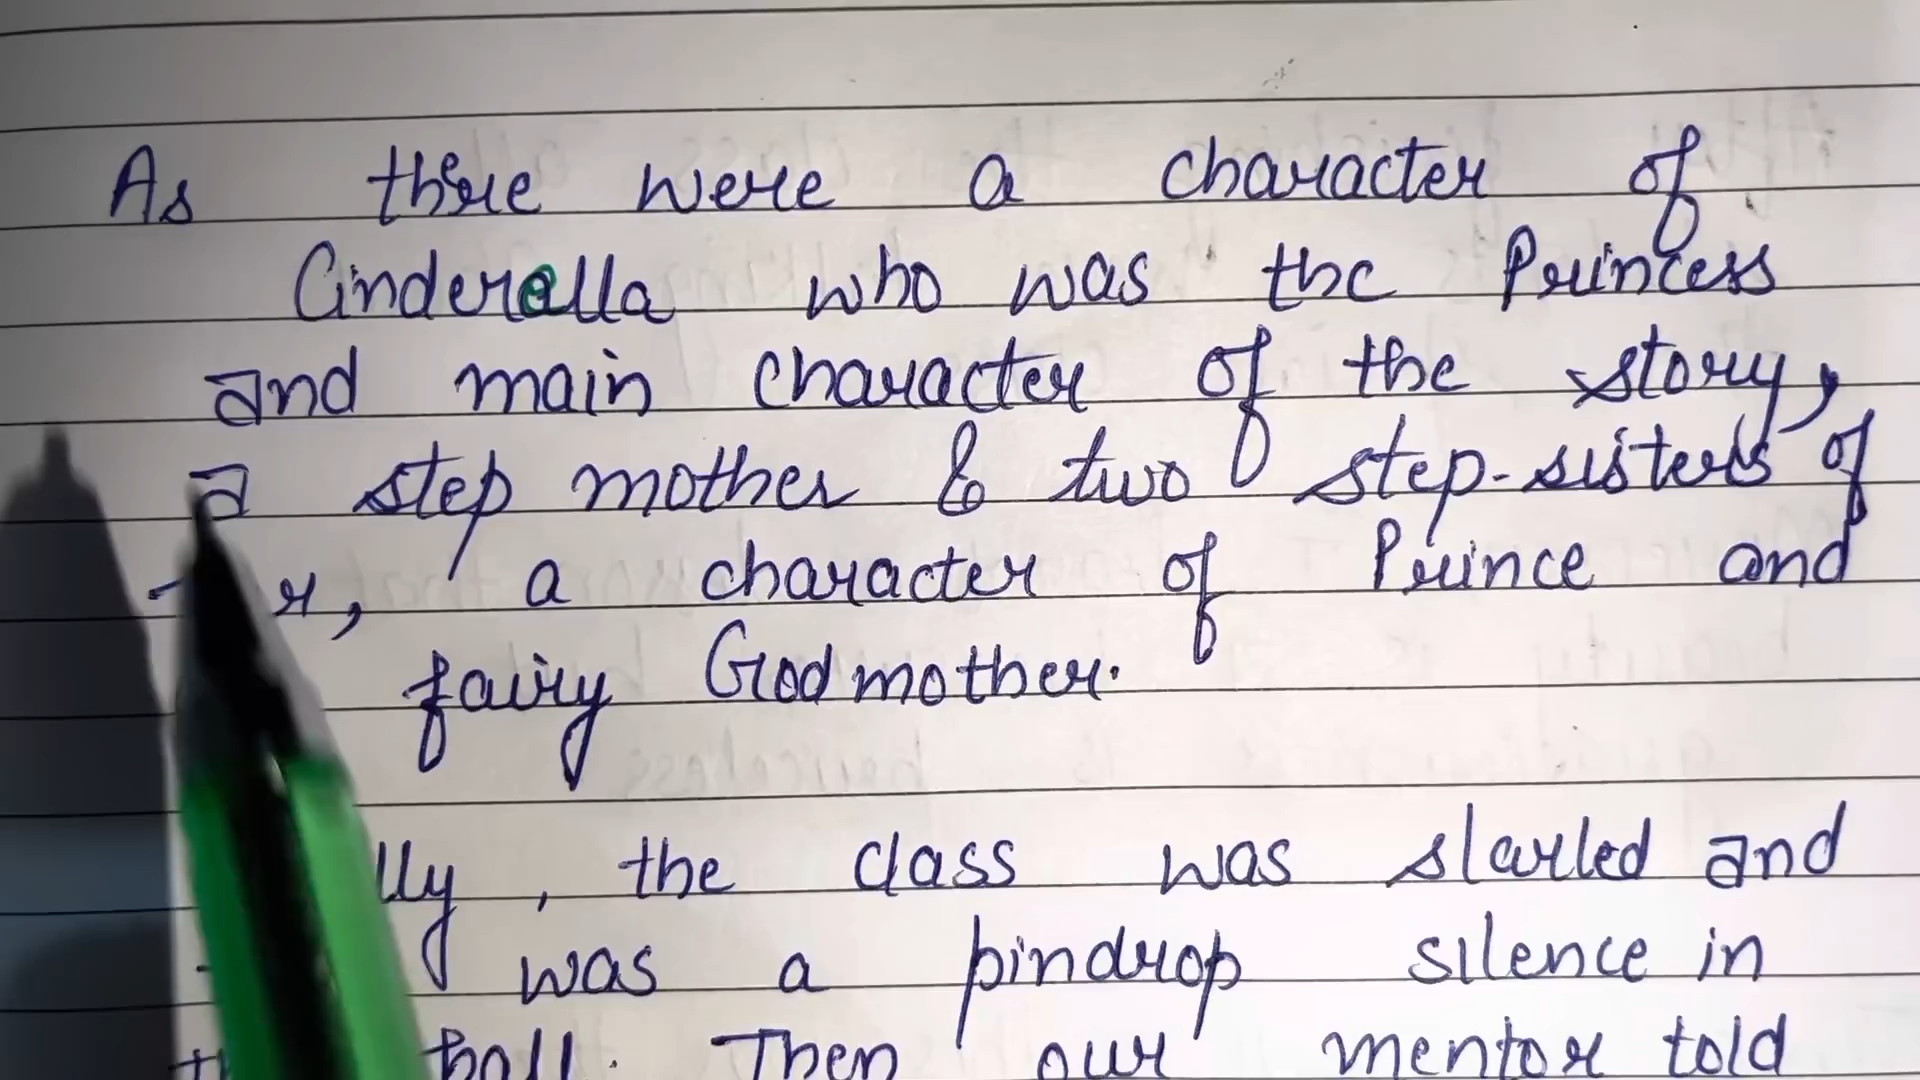 As there were a character of
Cinderella who was the Princess
and main character of the story,
a step mother & two step-sisters of
a character of Prince and
fairy Godmother.
, the class was started and
was a pindrop silence in
hall. Then our mentor told